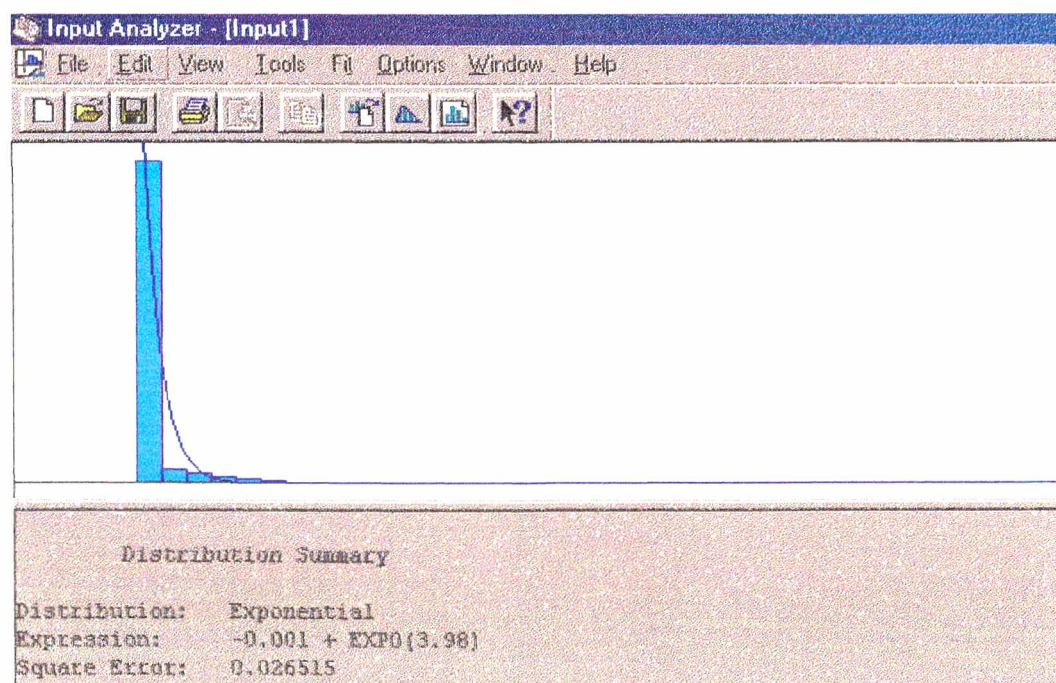 Input Analyzer - [Input1]
File Edit View Tools Fit Options Window Help
Distribution Summary
Distribution: Exponential
Expression: -0.001 + EXPO(3.98)
Square Error: 0.026515